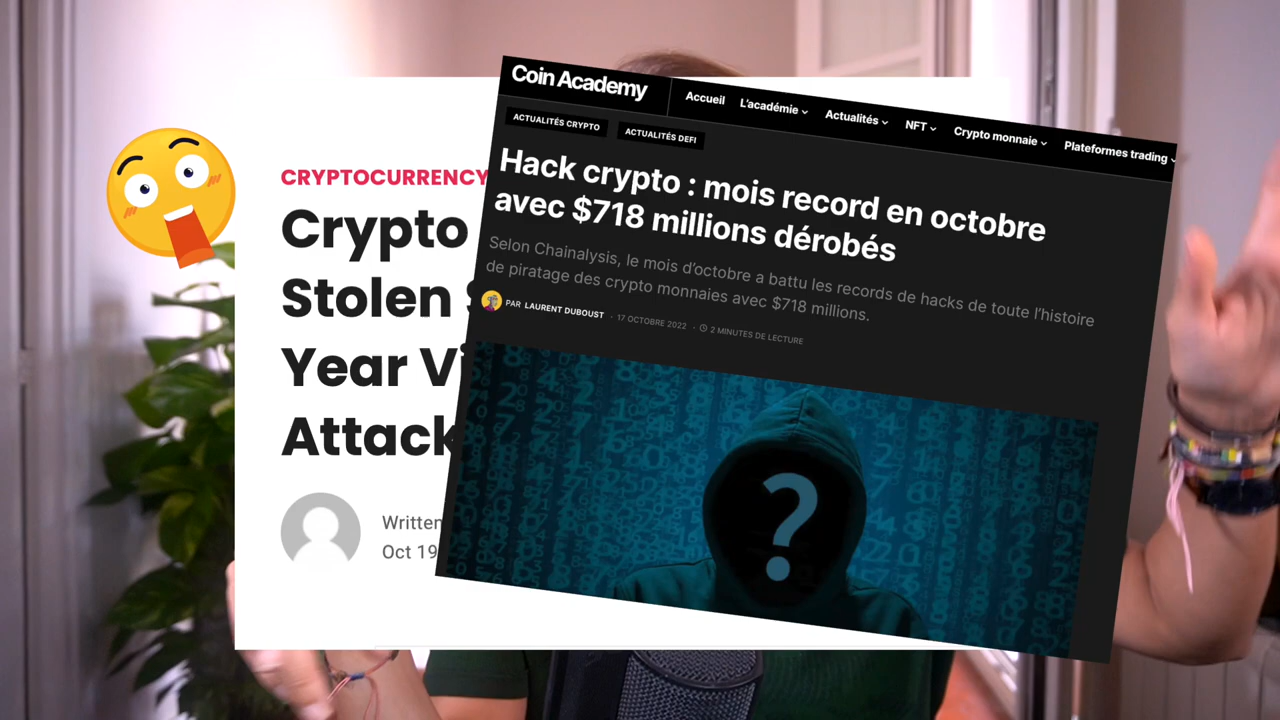 CRYPTOCURRENCY
Crypto
Stolen
Year
Attack
Written
Oct 19
Coin Academy
Accueil L'académie Actualités NFT Crypto monnaie Plateformes trading
ACTUALITÉS CRYPTO ACTUALITÉS DEFI
Hack crypto : mois record en octobre
avec $718 millions dérobés
Selon Chainalysis, le mois d'octobre a battu les records de hacks de toute l'histoire
de piratage des crypto monnaies avec $718 millions.
PAR LAURENT DUBOUST · 17 OCTOBRE 2022 · 2 MINUTES DE LECTURE
?